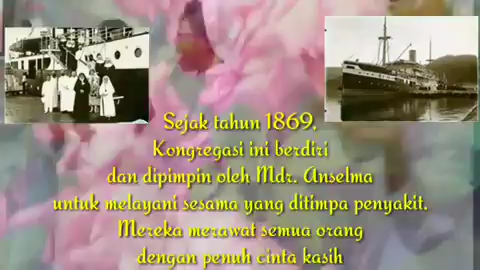 Sejak tahun 1869,
Kongregasi ini berdiri
dan dipimpin oleh Mdr. Anselma
untuk melayani sesama yang ditimpa penyakit.
Mereka merawat semua orang
dengan penuh cinta kasih